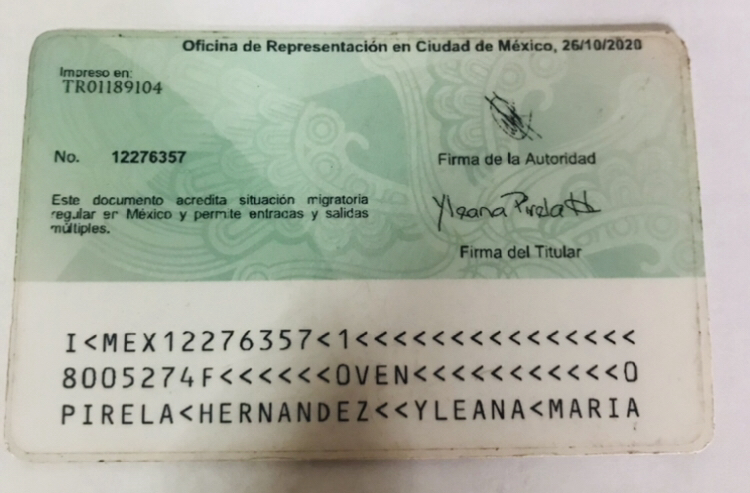 Oficina de Representación en Ciudad de México, 26/10/2020
Impreso en:
TR01189104
No. 12276357
Firma de la Autoridad
Este documento acredita situación migratoria
regular en México y permite entradas y salidas
múltiples.
Yleana Pirela H
Firma del Titular
I<MEX12276357<1<<<<<<<<<<<<<<<
8005274F<<<<<<0VEN<<<<<<<<<<<0
PIRELA<HERNANDEZ<<YLEANA<MARIA